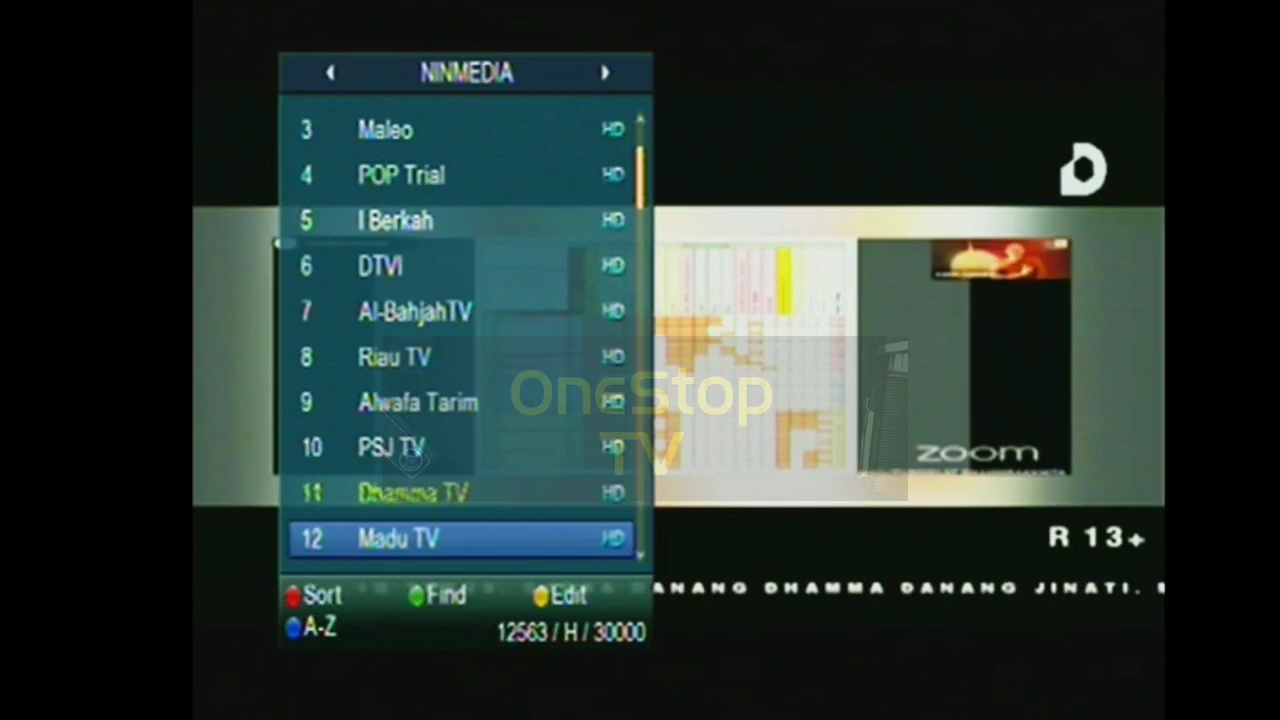 NINMEDIA
3 Maleo HD
4 POP Trial HD
5 I Berkah HD
6 DTVI HD
7 Al-BahjahTV HD
8 Riau TV HD
9 Alwafa Tarim HD
10 PSJ TV HD
11 Dhamma TV HD
12 Madu TV HD
Sort Find Edit
A-Z 12563 / H / 30000
OneStop
TV
zoom
R 13+
DANANG DHAMMA DANANG JINATI.